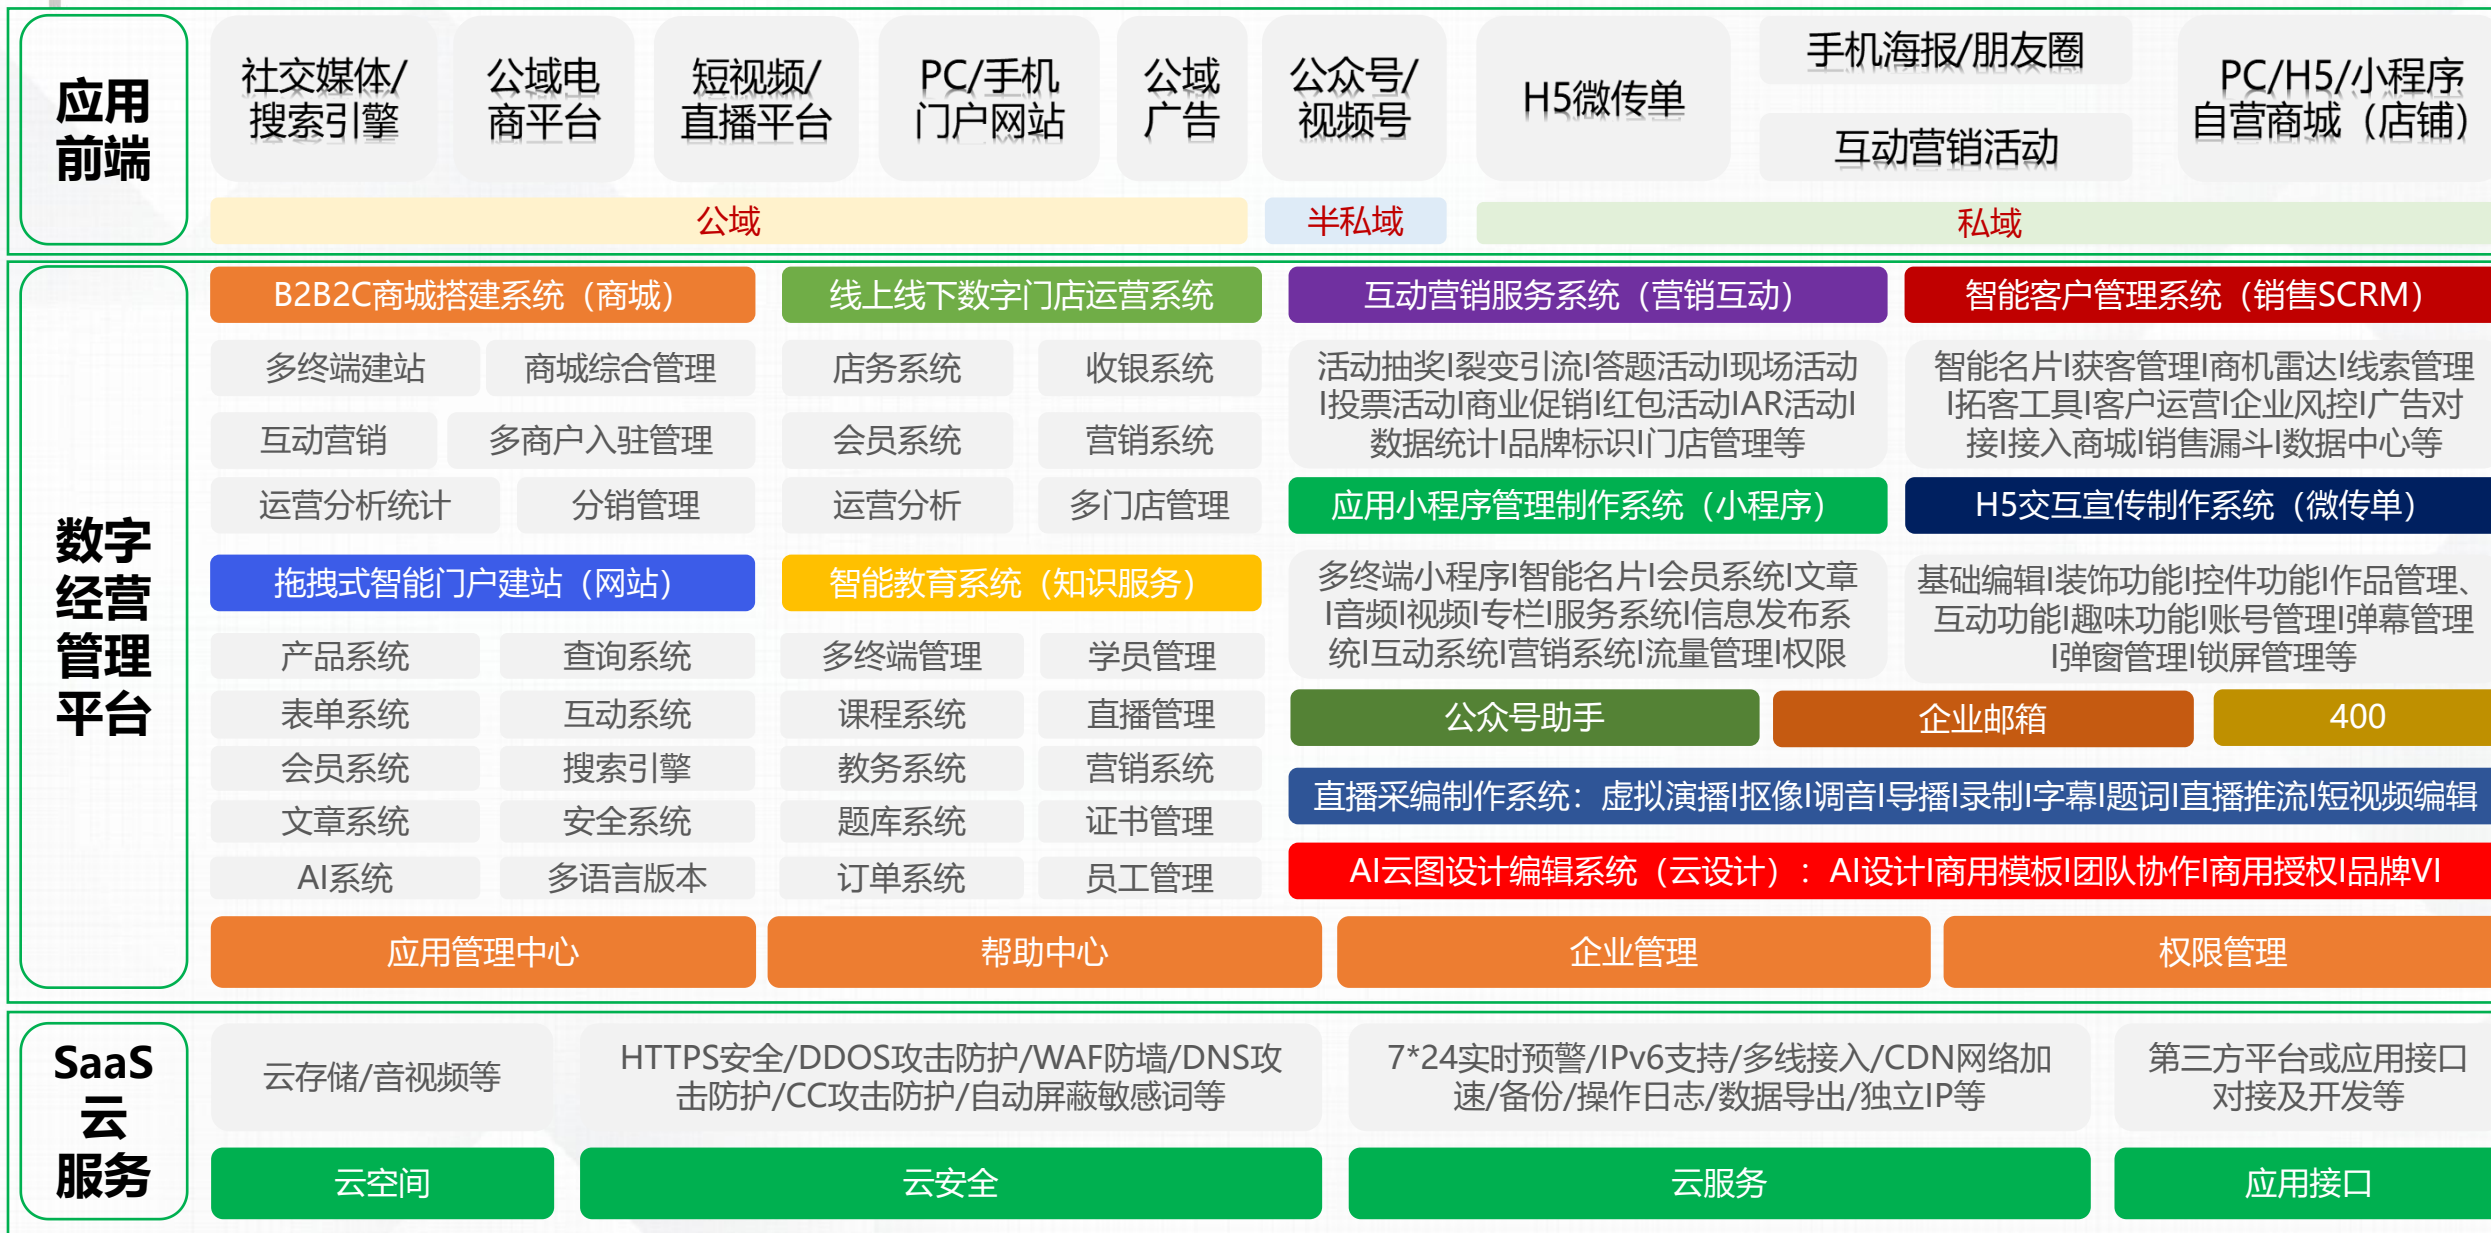 应用
前端
社交媒体/
搜索引擎
公域电
商平台
短视频/
直播平台
PC/手机
门户网站
公域
广告
公众号/
视频号
H5微传单
手机海报/朋友圈
互动营销活动
PC/H5/小程序
自营商城（店铺）
公域
半私域
私域
数字
经营
管理
平台
B2B2C商城搭建系统（商城）
多终端建站
商城综合管理
互动营销
多商户入驻管理
运营分析统计
分销管理
线上线下数字门店运营系统
店务系统
收银系统
会员系统
营销系统
运营分析
多门店管理
互动营销服务系统（营销互动）
活动抽奖I裂变引流I答题活动I现场活动
I投票活动I商业促销I红包活动IAR活动I
数据统计I品牌标识I门店管理等
智能客户管理系统（销售SCRM）
智能名片I获客管理I商机雷达I线索管理
I拓客工具I客户运营I企业风控I广告对
接I接入商城I销售漏斗I数据中心等
拖拽式智能门户建站（网站）
产品系统
查询系统
表单系统
互动系统
会员系统
搜索引擎
文章系统
安全系统
AI系统
多语言版本
智能教育系统（知识服务）
多终端管理
学员管理
课程系统
直播管理
教务系统
营销系统
题库系统
证书管理
订单系统
员工管理
应用小程序管理制作系统（小程序）
多终端小程序I智能名片I会员系统I文章
I音频I视频I专栏I服务系统I信息发布系
统I互动系统I营销系统I流量管理I权限
H5交互宣传制作系统（微传单）
基础编辑I装饰功能I控件功能I作品管理、
互动功能I趣味功能I账号管理I弹幕管理
I弹窗管理I锁屏管理等
公众号助手
企业邮箱
400
直播采编制作系统：虚拟演播I抠像I调音I导播I录制I字幕I题词I直播推流I短视频编辑
AI云图设计编辑系统（云设计）：AI设计I商用模板I团队协作I商用授权I品牌VI
应用管理中心
帮助中心
企业管理
权限管理
SaaS
云
服务
云存储/音视频等
HTTPS安全/DDOS攻击防护/WAF防墙/DNS攻
击防护/CC攻击防护/自动屏蔽敏感词等
7*24实时预警/IPv6支持/多线接入/CDN网络加
速/备份/操作日志/数据导出/独立IP等
第三方平台或应用接口
对接及开发等
云空间
云安全
云服务
应用接口